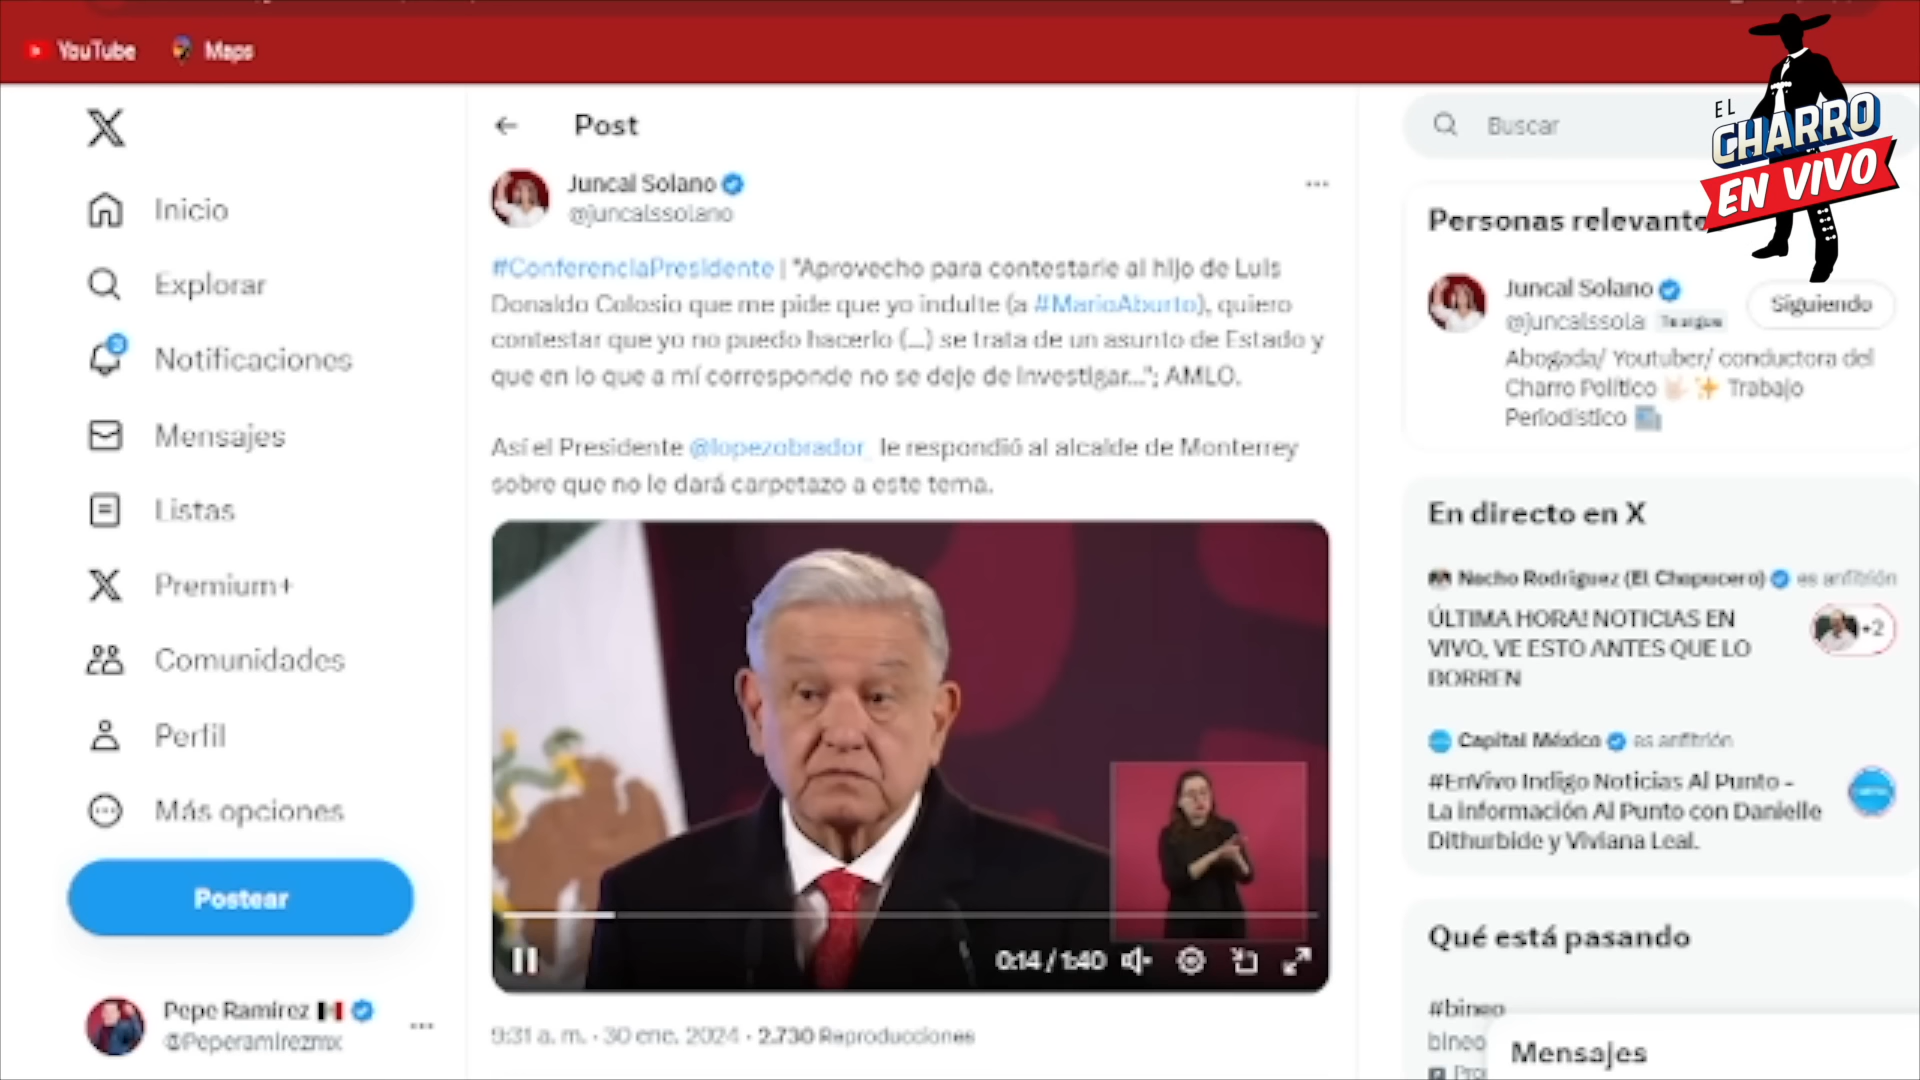 YouTube
Maps
EL
CHARRO
EN VIVO
Inicio
Explorar
Notificaciones
Mensajes
Listas
Premium+
Comunidades
Perfil
Más opciones
Postear
Pepe Ramirez
@Peperamirezmx
Post
Juncal Solano
@juncalssolano
#ConferenciaPresidente | "Aprovecho para contestarle al hijo de Luis
Donaldo Colosio que me pide que yo indulte (a #MarioAburto), quiero
contestar que yo no puedo hacerlo (...) se trata de un asunto de Estado y
que en lo que a mí corresponde no se deje de investigar..."; AMLO.
Así el Presidente @lopezobrador_ le respondió al alcalde de Monterrey
sobre que no le dará carpetazo a este tema.
0:14 / 1:40
9:31 a. m. · 30 ene. 2024 · 2.730 Reproducciones
Buscar
Personas relevante
Juncal Solano
@juncalssola Te sigue
Siguiendo
Abogada/ Youtuber/ conductora del
Charro Político Trabajo
Periodístico
En directo en X
Nacho Rodriguez (El Chapucero) es anfitrión
ÚLTIMA HORA! NOTICIAS EN
VIVO, VE ESTO ANTES QUE LO
BORREN
+2
Capital México es anfitrión
#EnVivo Indigo Noticias Al Punto -
La información Al Punto con Danielle
Dithurbide y Viviana Leal.
Qué está pasando
#bineo
bineo
Mensajes